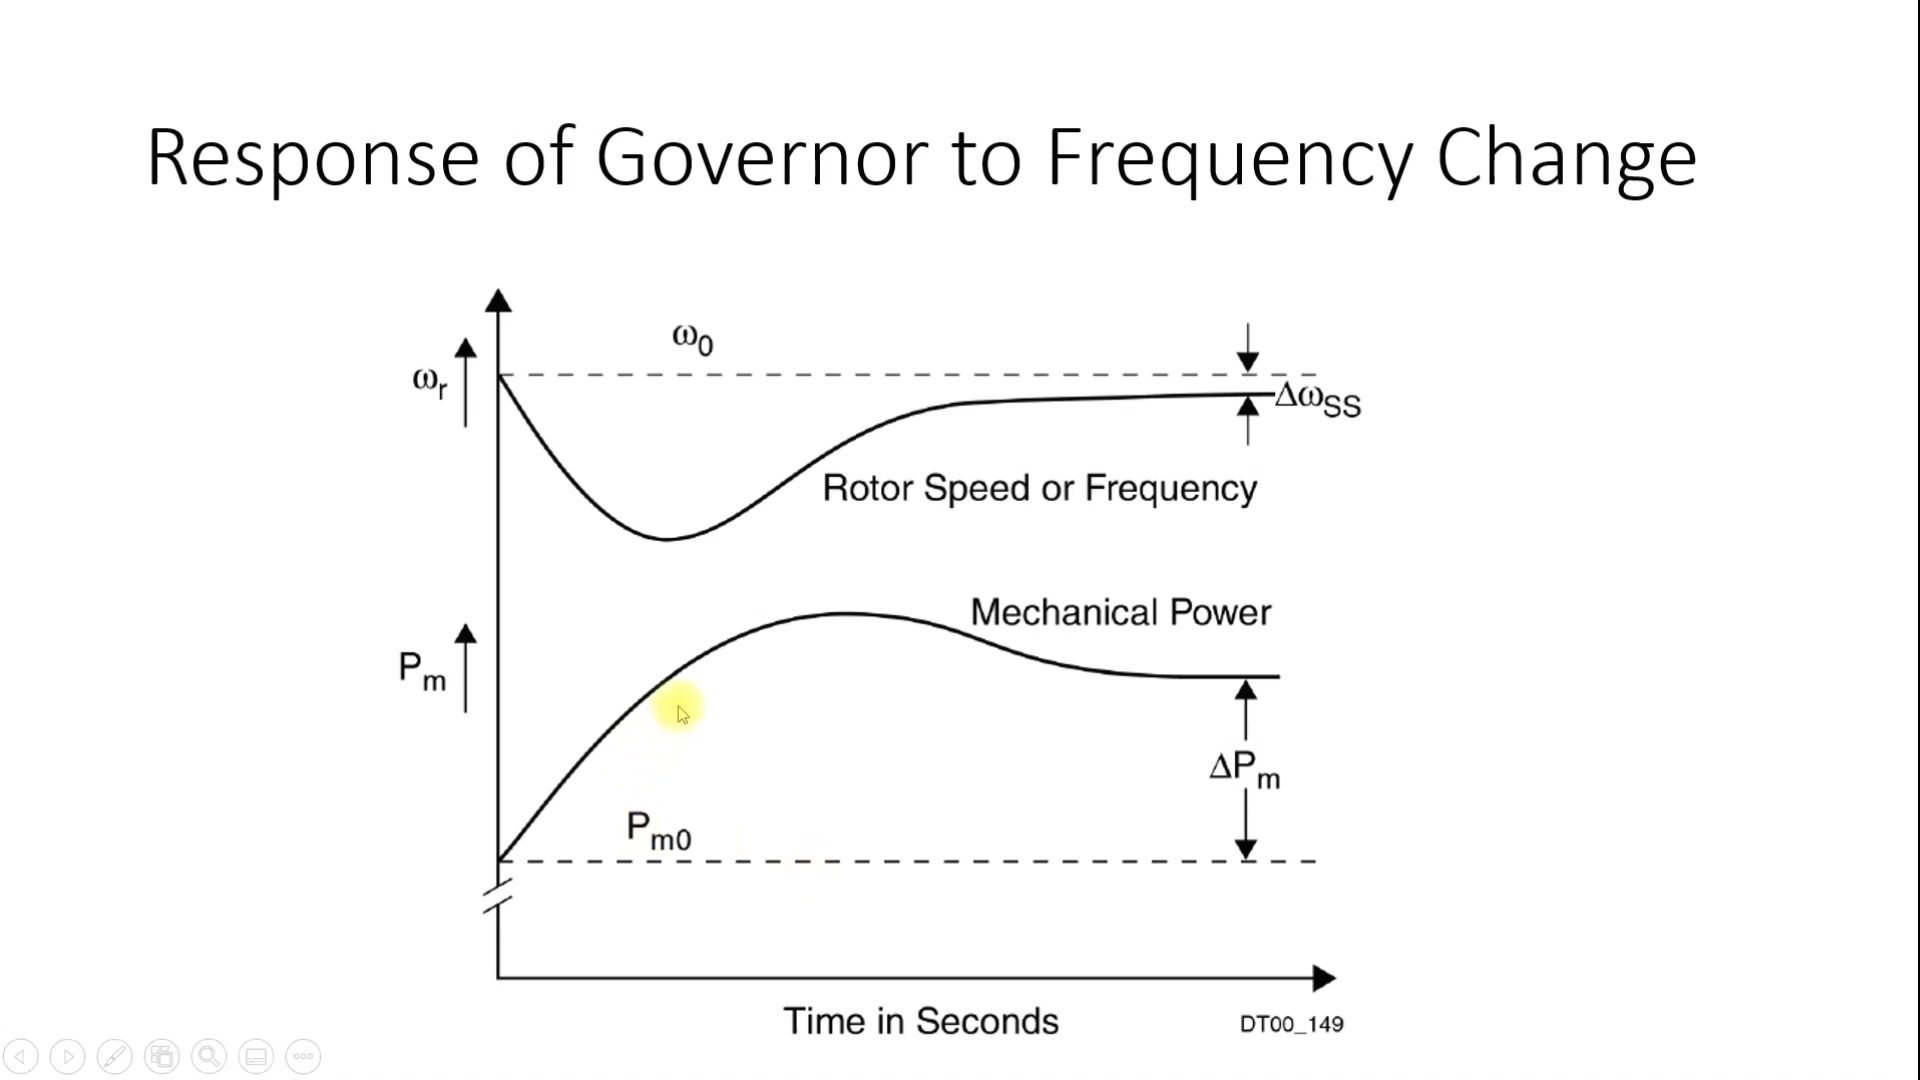 Response of Governor to Frequency Change
ω0
ωr
ΔωSS
Rotor Speed or Frequency
Mechanical Power
Pm
ΔPm
Pm0
Time in Seconds
DT00_149